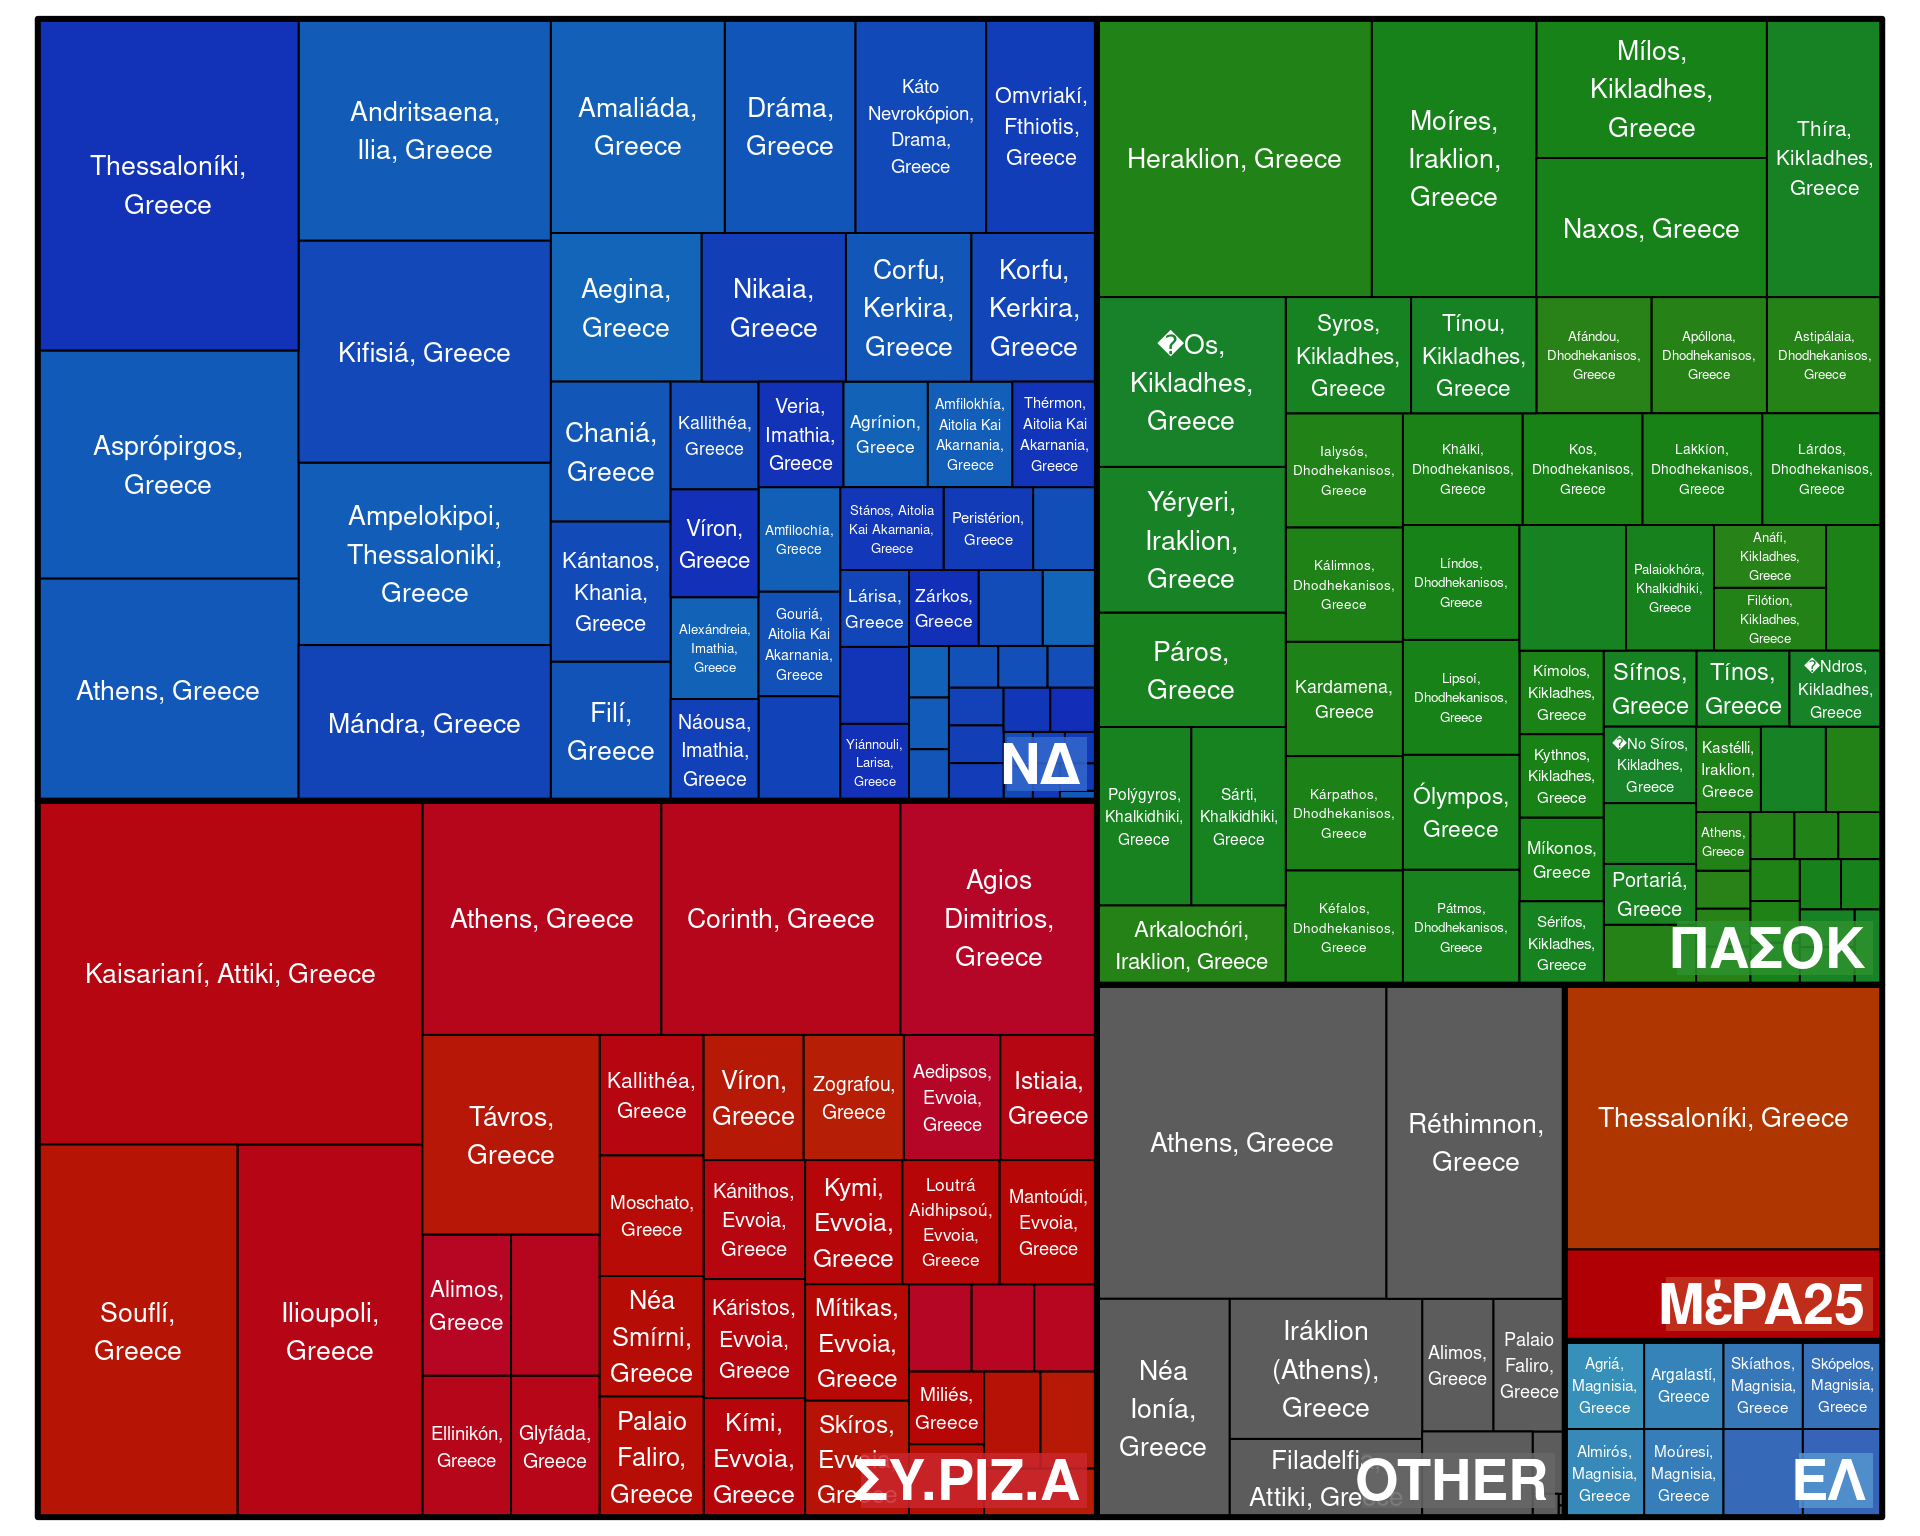 Thessaloníki,
Greece
Asprópirgos,
Greece
Athens, Greece
Andritsaena,
Ilia, Greece
Kifisiá, Greece
Ampelokipoi,
Thessaloniki,
Greece
Mándra, Greece
Amaliáda,
Greece
Dráma,
Greece
Káto
Nevrokópion,
Drama,
Greece
Omvriakí,
Fthiotis,
Greece
Aegina,
Greece
Nikaia,
Greece
Corfu,
Kerkira,
Greece
Korfu,
Kerkira,
Greece
Chaniá,
Greece
Kántanos,
Khania,
Greece
Filí,
Greece
Kallithéa,
Greece
Víron,
Greece
Alexándreia,
Imathia,
Greece
Náousa,
Imathia,
Greece
Veria,
Imathia,
Greece
Agrínion,
Greece
Amfilokhía,
Aitolia Kai
Akarnania,
Greece
Thérmon,
Aitolia Kai
Akarnania,
Greece
Amfilochía,
Greece
Gouriá,
Aitolia Kai
Akarnania,
Greece
Stános, Aitolia
Kai Akarnania,
Greece
Peristérion,
Greece
Lárisa,
Greece
Zárkos,
Greece
Yiánnouli,
Larisa,
Greece
ΝΔ
Heraklion, Greece
Moíres,
Iraklion,
Greece
Mílos,
Kikladhes,
Greece
Naxos, Greece
Thíra,
Kikladhes,
Greece
�Os,
Kikladhes,
Greece
Yéryeri,
Iraklion,
Greece
Páros,
Greece
Polýgyros,
Khalkidhiki,
Greece
Sárti,
Khalkidhiki,
Greece
Arkalochóri,
Iraklion, Greece
Syros,
Kikladhes,
Greece
Tínou,
Kikladhes,
Greece
Afándou,
Dhodhekanisos,
Greece
Apóllona,
Dhodhekanisos,
Greece
Astipálaia,
Dhodhekanisos,
Greece
Ialysós,
Dhodhekanisos,
Greece
Khálki,
Dhodhekanisos,
Greece
Kos,
Dhodhekanisos,
Greece
Lakkíon,
Dhodhekanisos,
Greece
Lárdos,
Dhodhekanisos,
Greece
Kálimnos,
Dhodhekanisos,
Greece
Kardamena,
Greece
Kárpathos,
Dhodhekanisos,
Greece
Kéfalos,
Dhodhekanisos,
Greece
Líndos,
Dhodhekanisos,
Greece
Lipsoí,
Dhodhekanisos,
Greece
Ólympos,
Greece
Pátmos,
Dhodhekanisos,
Greece
Palaiokhóra,
Khalkidhiki,
Greece
Anáfi,
Kikladhes,
Greece
Filótion,
Kikladhes,
Greece
Kímolos,
Kikladhes,
Greece
Kythnos,
Kikladhes,
Greece
Míkonos,
Greece
Sérifos,
Kikladhes,
Greece
Sífnos,
Greece
Tínos,
Greece
�Ndros,
Kikladhes,
Greece
�No Síros,
Kikladhes,
Greece
Kastélli,
Iraklion,
Greece
Portariá,
Greece
Athens,
Greece
ΠΑΣΟΚ
Kaisarianí, Attiki, Greece
Souflí,
Greece
Ilioupoli,
Greece
Athens, Greece
Corinth, Greece
Agios
Dimitrios,
Greece
Távros,
Greece
Alimos,
Greece
Ellinikón,
Greece
Glyfáda,
Greece
Kallithéa,
Greece
Moschato,
Greece
Néa
Smírni,
Greece
Palaio
Faliro,
Greece
Víron,
Greece
Zografou,
Greece
Aedipsos,
Evvoia,
Greece
Istiaia,
Greece
Kánithos,
Evvoia,
Greece
Kymi,
Evvoia,
Greece
Loutrá
Aidhipsoú,
Evvoia,
Greece
Mantoúdi,
Evvoia,
Greece
Káristos,
Evvoia,
Greece
Kími,
Evvoia,
Greece
Mítikas,
Evvoia,
Greece
Skíros,
Evvoia,
Greece
Miliés,
Greece
ΣΥ.ΡΙΖ.Α
Athens, Greece
Réthimnon,
Greece
Néa
Ionía,
Greece
Iráklion
(Athens),
Greece
Filadelfia,
Attiki, Greece
Alimos,
Greece
Palaio
Faliro,
Greece
OTHER
Thessaloníki, Greece
ΜέΡΑ25
Agriá,
Magnisia,
Greece
Argalastí,
Greece
Skíathos,
Magnisia,
Greece
Skópelos,
Magnisia,
Greece
Almirós,
Magnisia,
Greece
Moúresi,
Magnisia,
Greece
ΕΛ